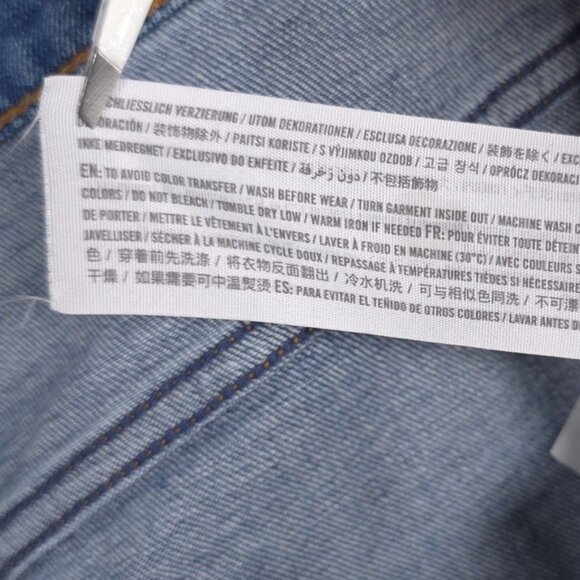 CHLIESSLICH VERZIERUNG / UTOM DEKORATIONEN / ESCLUSA DECORAZIONE / 装飾を除く / EXC
CORACIÓN / 装飾物除外 / PAITSI KORISTE / S VÝJIMKOU OZDOB / 고급 장식 / OPRÓCZ DEKORACJI
IKKE MEDREGNET / EXCLUSIVO DO ENFEITE / دون زخرفة / 不包括飾物
EN: TO AVOID COLOR TRANSFER / WASH BEFORE WEAR / TURN GARMENT INSIDE OUT / MACHINE WASH C
COLORS / DO NOT BLEACH / TUMBLE DRY LOW / WARM IRON IF NEEDED FR: POUR ÉVITER TOUTE DÉTEIN
DE PORTER / METTRE LE VÊTEMENT À L'ENVERS / LAVER À FROID EN MACHINE (30°C) / AVEC COULEURS S
JAVELLISER / SÉCHER À LA MACHINE CYCLE DOUX / REPASSAGE À TEMPÉRATURES TIÈDES SI NÉCESSAIRE
色 / 穿着前先洗涤 / 将衣物反面翻出 / 冷水机洗 / 可与相似色同洗 / 不可漂
干燥 / 如果需要可中温熨烫 ES: PARA EVITAR EL TEÑIDO DE OTROS COLORES / LAVAR ANTES D